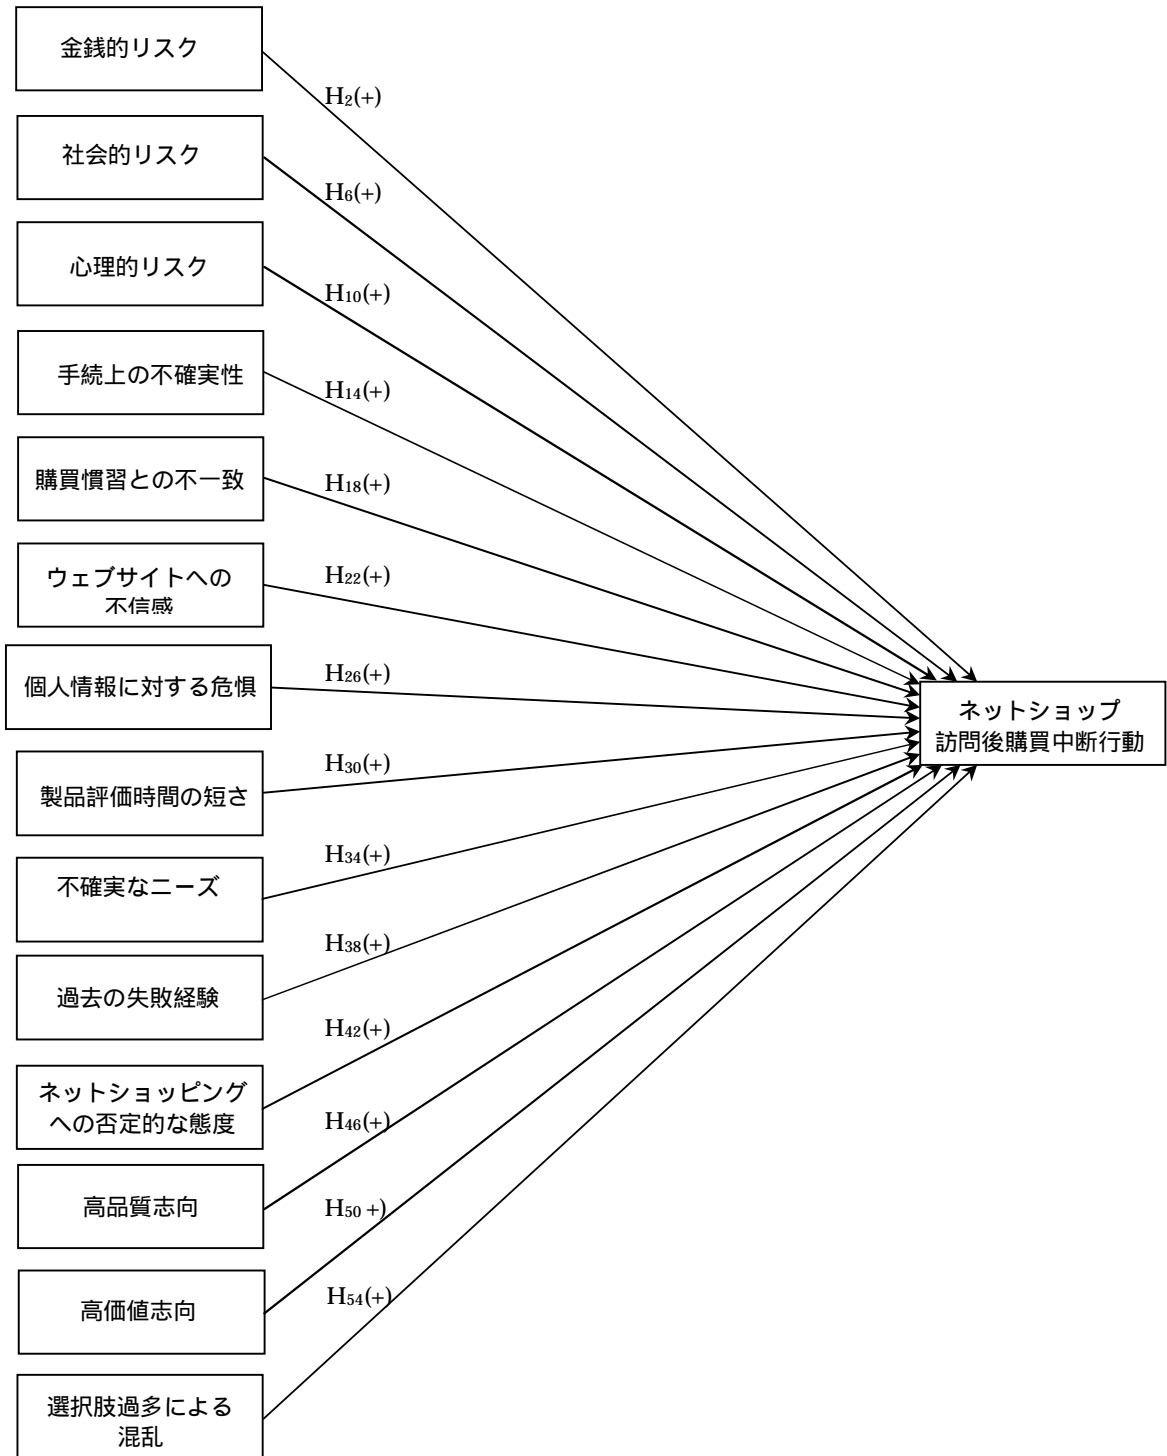 金銭的リスク
H2(+)
社会的リスク
H6(+)
心理的リスク
H10(+)
手続上の不確実性
H14(+)
購買慣習との不一致
H18(+)
ウェブサイトへの
不信感
H22(+)
個人情報に対する危惧
H26(+)
ネットショップ
訪問後購買中断行動
製品評価時間の短さ
H30(+)
不確実なニーズ
H34(+)
過去の失敗経験
H38(+)
ネットショッピング
への否定的な態度
H42(+)
高品質志向
H46(+)
高価値志向
H50 +)
選択肢過多による
混乱
H54(+)